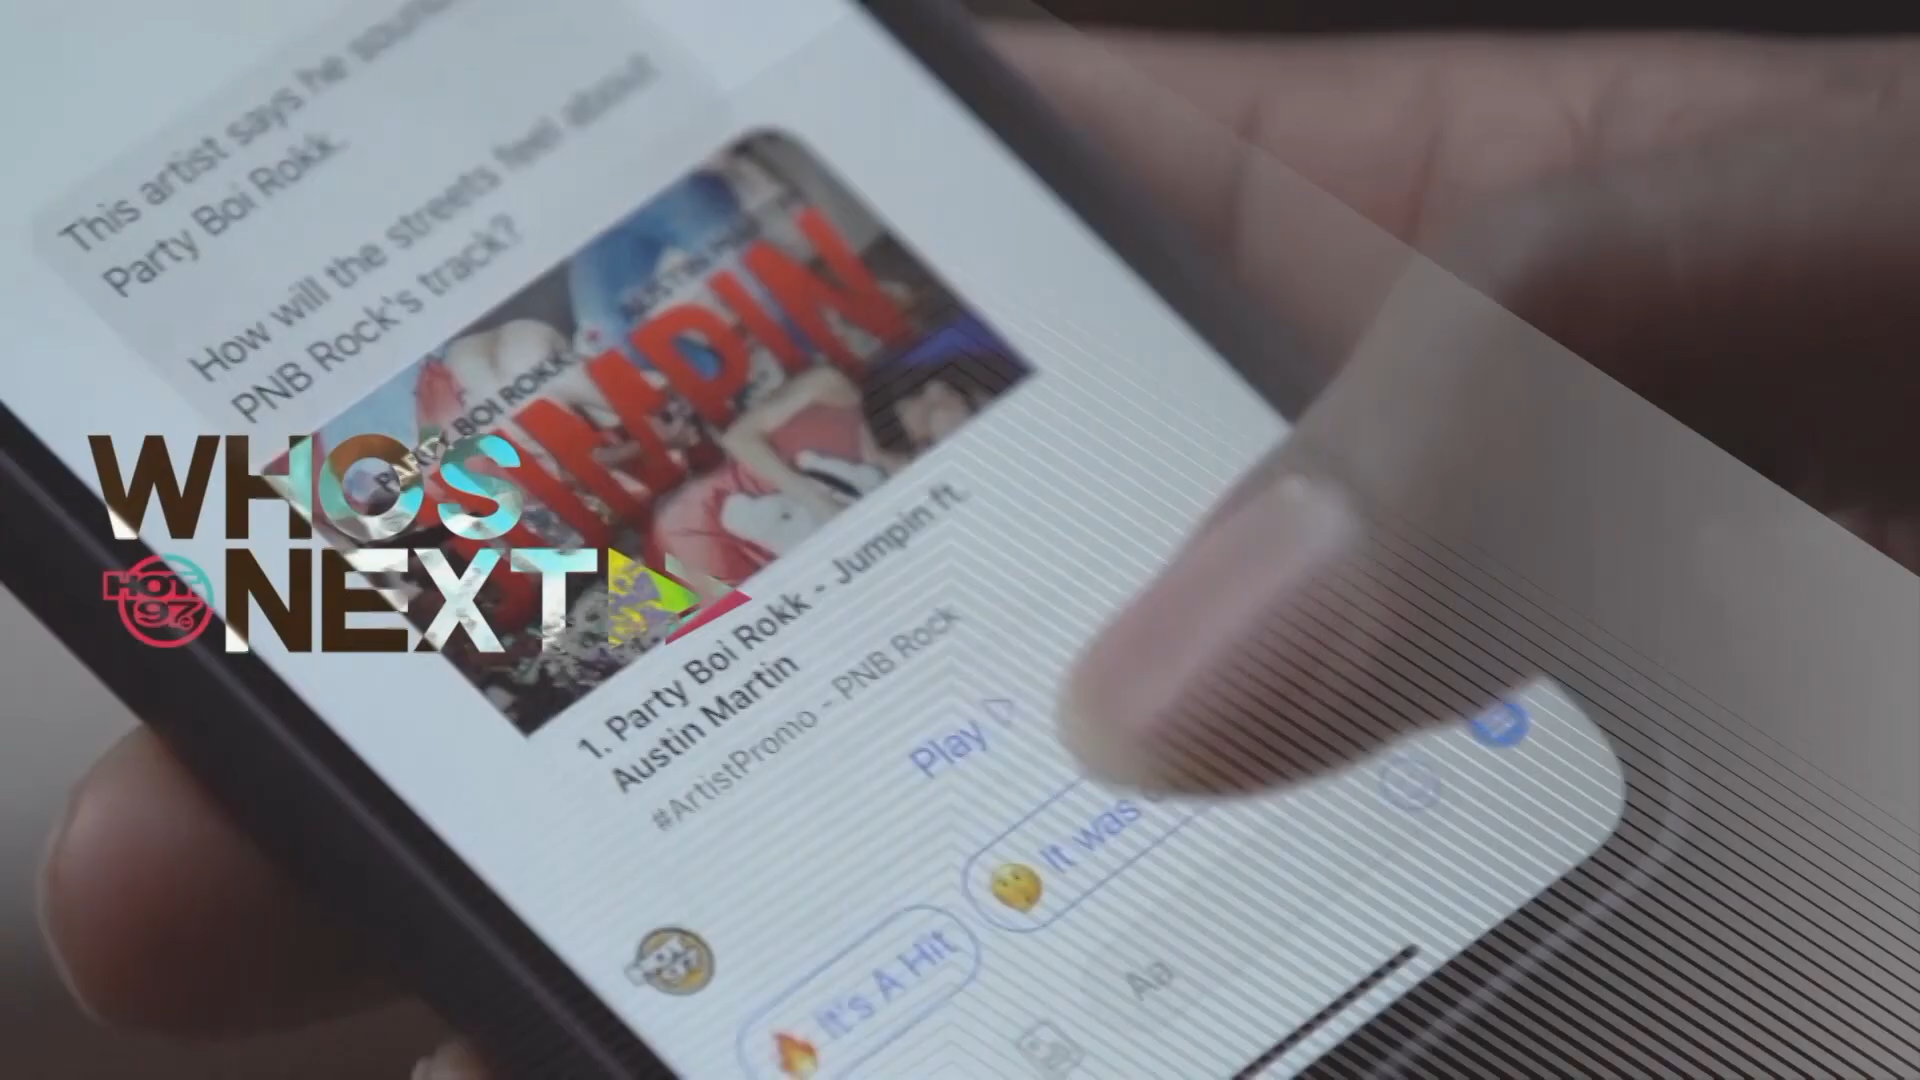 This artist says he sound
Party Boi Rokk.
How will the streets feel about
PNB Rock's track?
PARTY BOI ROKK
JUMPIN
WHO'S
NEXT
HOT
97
1. Party Boi Rokk - Jumpin ft.
Austin Martin
#ArtistPromo - PNB Rock
Play
It was
It's A Hit
Aa